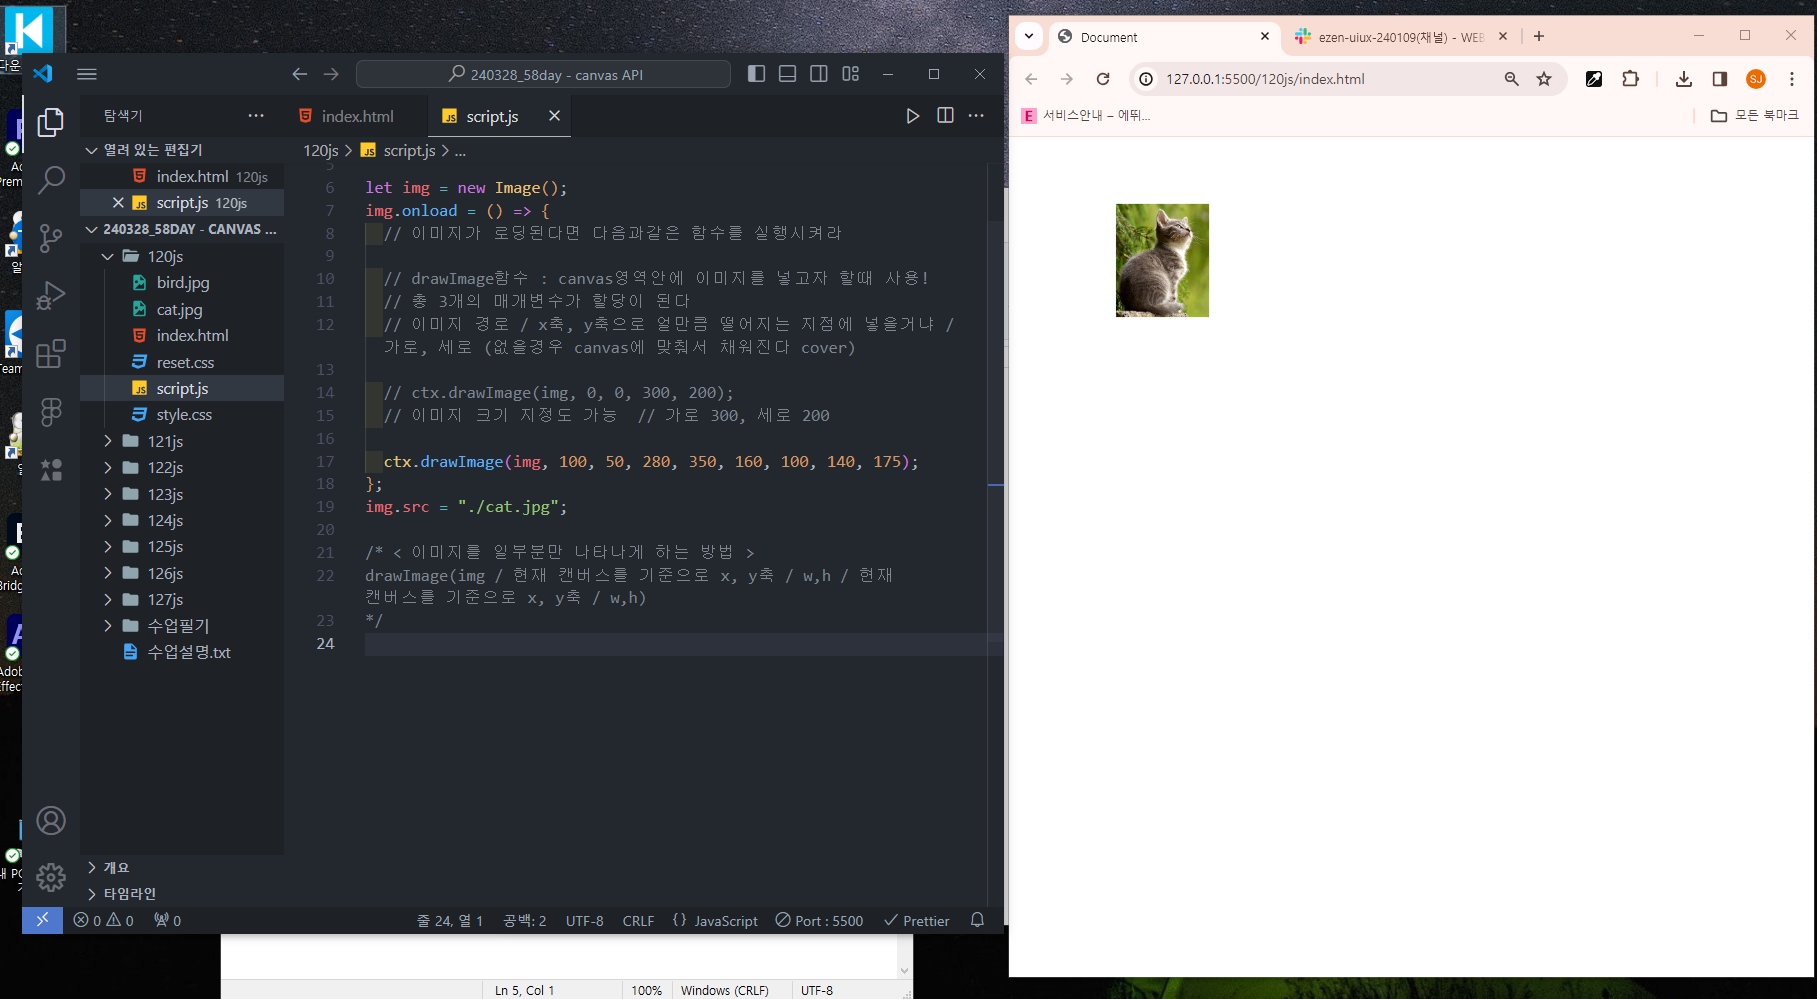 다운
240328_58day - canvas API
탐색기
index.html
script.js
열려 있는 편집기
index.html 120js
script.js 120js
240328_58DAY - CANVAS ...
120js
bird.jpg
cat.jpg
index.html
reset.css
script.js
style.css
121js
122js
123js
124js
125js
126js
127js
수업필기
수업설명.txt
개요
타임라인
120js > script.js > ...
5
6 let img = new Image();
7 img.onload = () => {
8 // 이미지가 로딩된다면 다음과같은 함수를 실행시켜라
9
10 // drawImage함수 : canvas영역안에 이미지를 넣고자 할때 사용!
11 // 총 3개의 매개변수가 할당이 된다
12 // 이미지 경로 / x축, y축으로 얼만큼 떨어지는 지점에 넣을거냐 /
가로, 세로 (없을경우 canvas에 맞춰서 채워진다 cover)
13
14 // ctx.drawImage(img, 0, 0, 300, 200);
15 // 이미지 크기 지정도 가능 // 가로 300, 세로 200
16
17 ctx.drawImage(img, 100, 50, 280, 350, 160, 100, 140, 175);
18 };
19 img.src = "./cat.jpg";
20
21 /* < 이미지를 일부분만 나타나게 하는 방법 >
22 drawImage(img / 현재 캔버스를 기준으로 x, y축 / w,h / 현재
캔버스를 기준으로 x, y축 / w,h)
23 */
24
0 0 0
줄 24, 열 1 공백: 2 UTF-8 CRLF {} JavaScript Port : 5500 Prettier
Document
ezen-uiux-240109(채널) - WEB
127.0.0.1:5500/120js/index.html
SJ
E 서비스안내 – 에뛰...
모든 북마크
Ac
Prem
Team
Ac
Bridg
Adob
Effec
내 PC
Ln 5, Col 1 100% Windows (CRLF) UTF-8